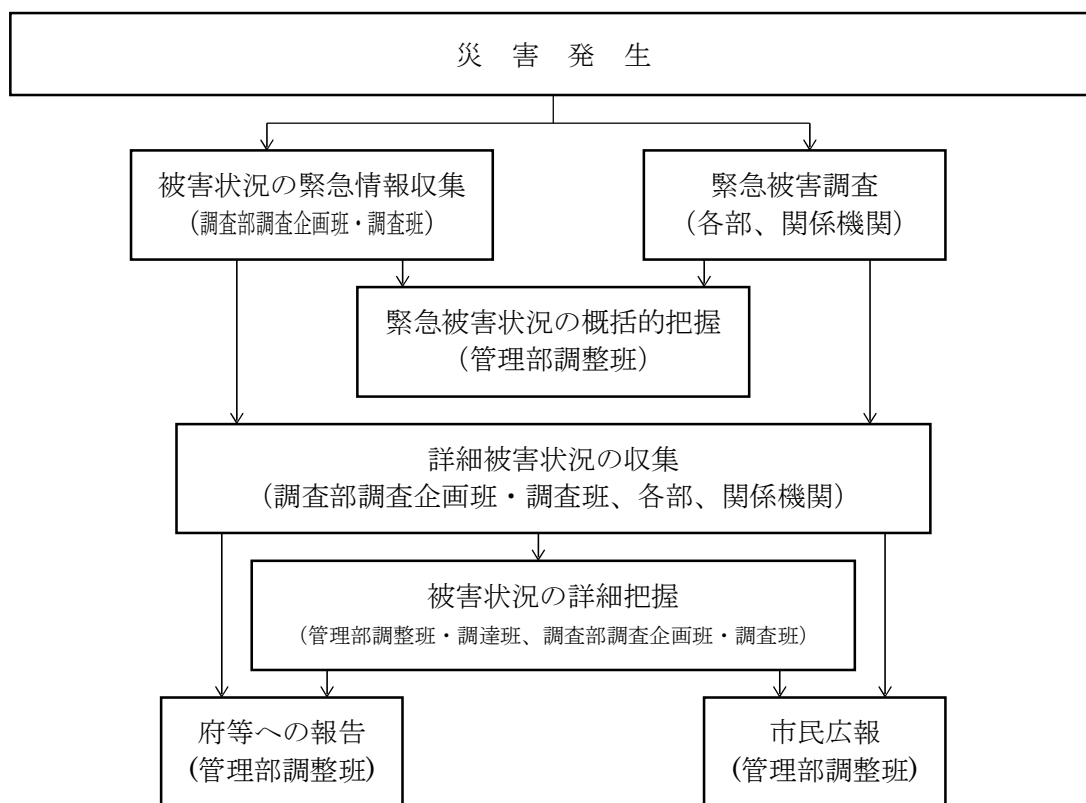 災　害　発　生
被害状況の緊急情報収集
（調査部調査企画班・調査班）
緊急被害調査
（各部、関係機関）
緊急被害状況の概括的把握
（管理部調整班）
詳細被害状況の収集
（調査部調査企画班・調査班、各部、関係機関）
被害状況の詳細把握
（管理部調整班・調達班、調査部調査企画班・調査班）
府等への報告
(管理部調整班)
市民広報
(管理部調整班)